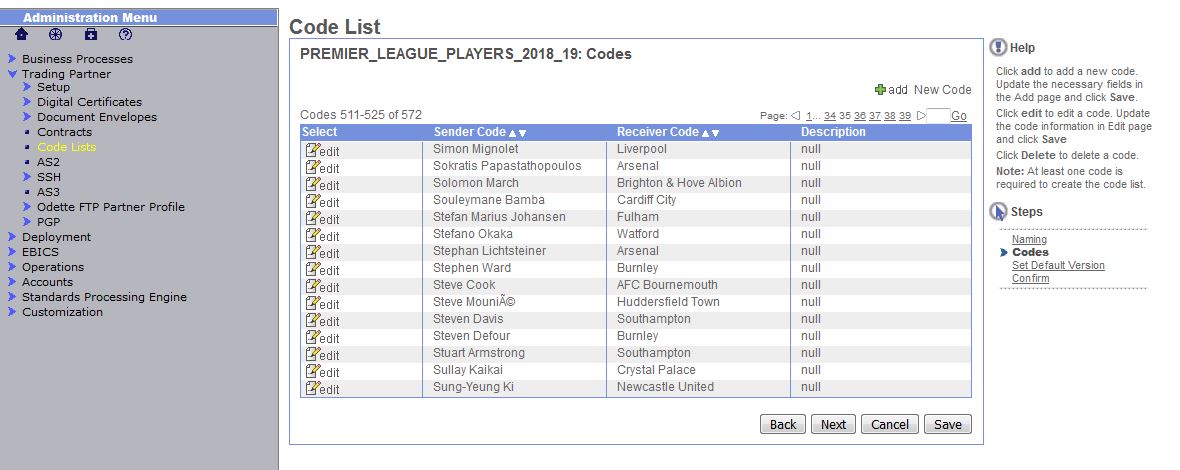 Administration Menu
Business Processes
Trading Partner
Setup
Digital Certificates
Document Envelopes
Contracts
Code Lists
AS2
SSH
AS3
Odette FTP Partner Profile
PGP
Deployment
EBICS
Operations
Accounts
Standards Processing Engine
Customization
Code List
PREMIER_LEAGUE_PLAYERS_2018_19: Codes
add New Code
Codes 511-525 of 572
Page: 1... 34 35 36 37 38 39 Go
Select Sender Code Receiver Code Description
edit Simon Mignolet Liverpool null
edit Sokratis Papastathopoulos Arsenal null
edit Solomon March Brighton & Hove Albion null
edit Souleymane Bamba Cardiff City null
edit Stefan Marius Johansen Fulham null
edit Stefano Okaka Watford null
edit Stephan Lichtsteiner Arsenal null
edit Stephen Ward Burnley null
edit Steve Cook AFC Bournemouth null
edit Steve MouniÃ© Huddersfield Town null
edit Steven Davis Southampton null
edit Steven Defour Burnley null
edit Stuart Armstrong Southampton null
edit Sullay Kaikai Crystal Palace null
edit Sung-Yeung Ki Newcastle United null
Back Next Cancel Save
Help
Click add to add a new code.
Update the necessary fields in
the Add page and click Save.
Click edit to edit a code. Update
the code information in Edit page
and click Save
Click Delete to delete a code.
Note: At least one code is
required to create the code list.
Steps
Naming
Codes
Set Default Version
Confirm